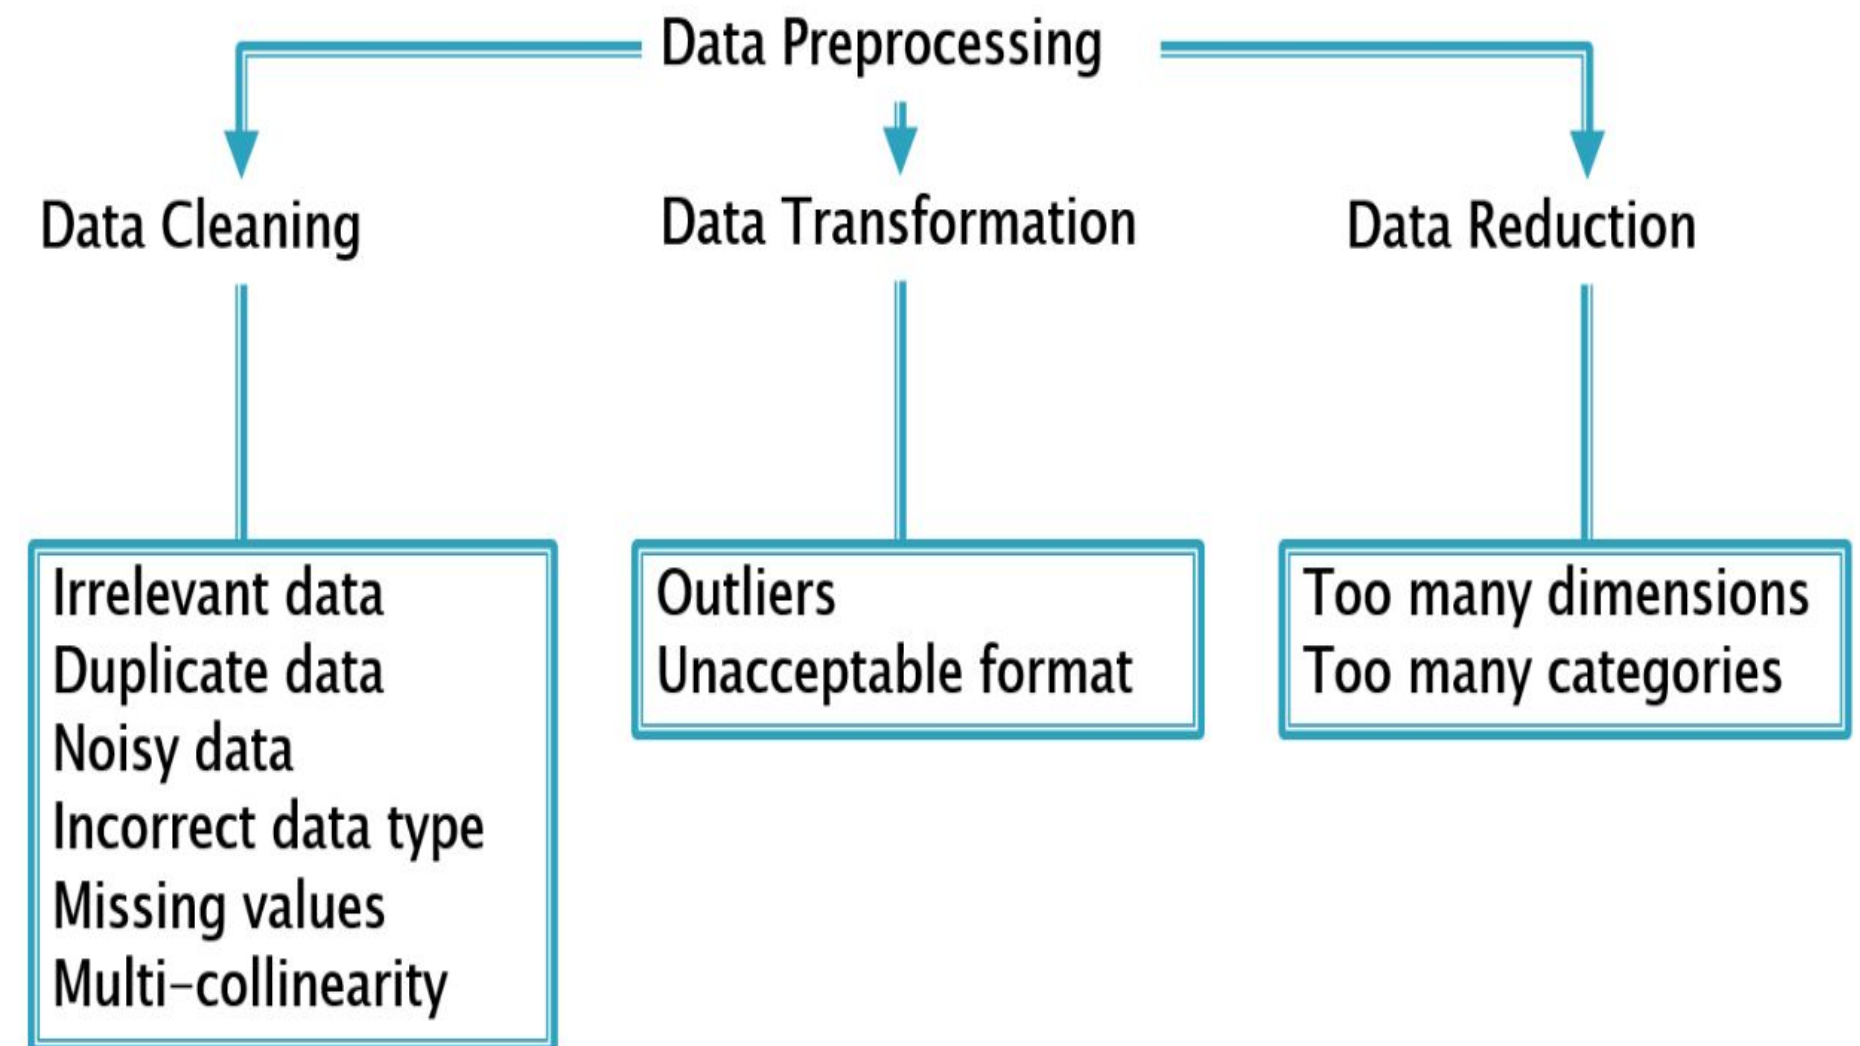 Data Preprocessing
Data Cleaning
Data Transformation
Data Reduction
Irrelevant data
Duplicate data
Noisy data
Incorrect data type
Missing values
Multi-collinearity
Outliers
Unacceptable format
Too many dimensions
Too many categories